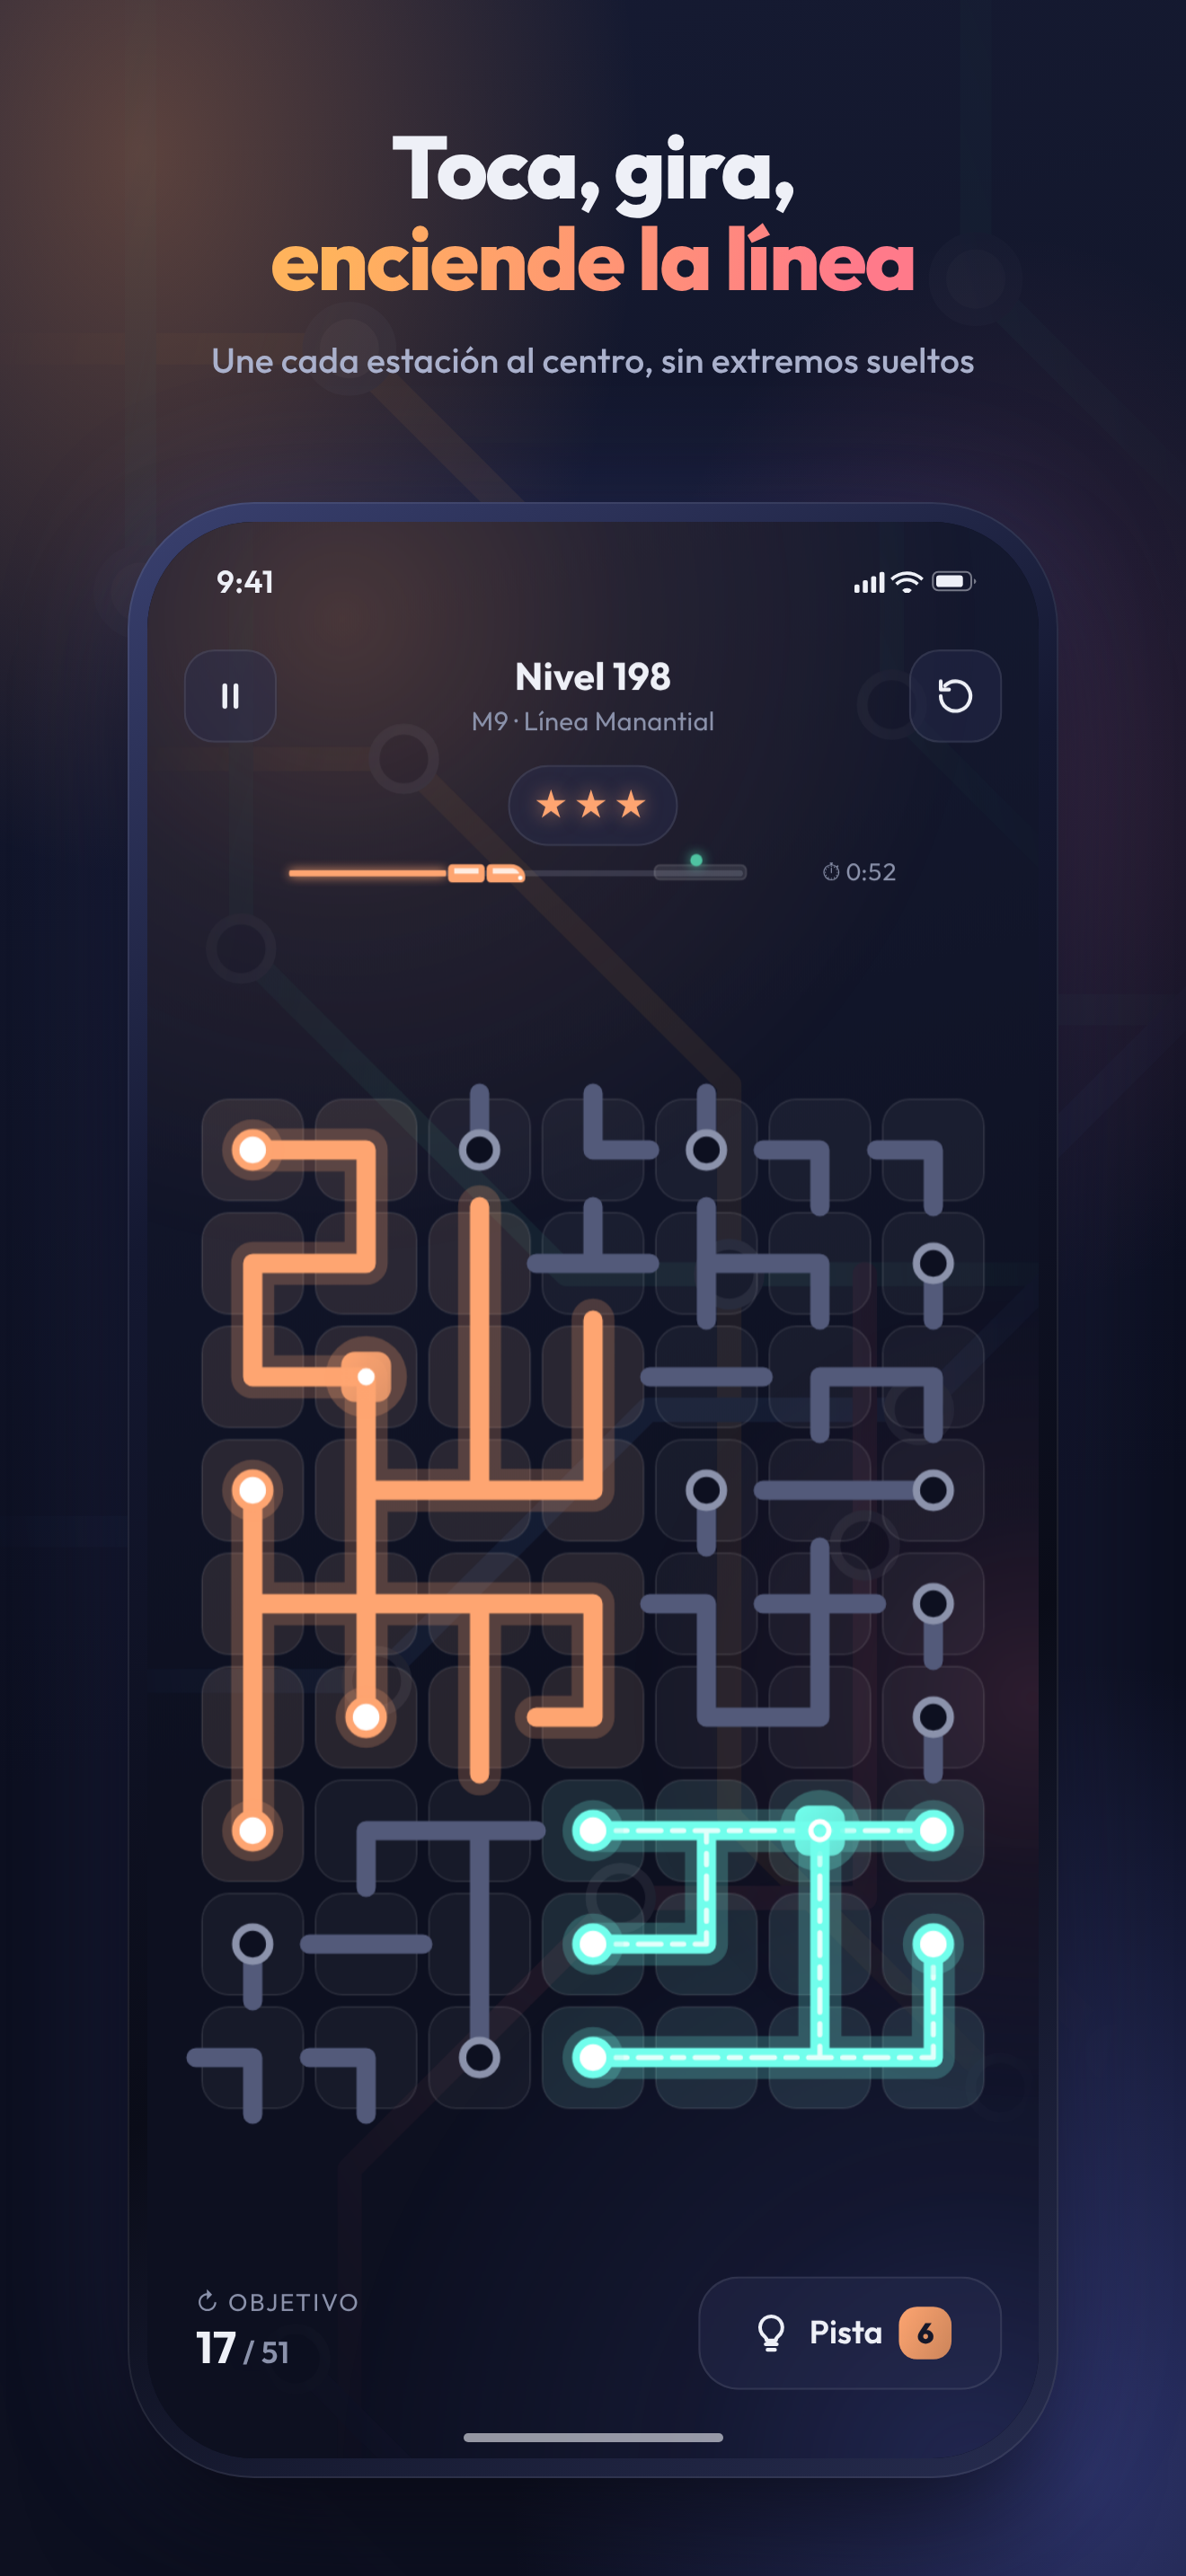 Toca, gira,
enciende la línea
Une cada estación al centro, sin extremos sueltos
9:41
Nivel 198
M9 · Línea Manantial
★ ★ ★
⏱ 0:52
↻ OBJETIVO
17 / 51
Pista 6